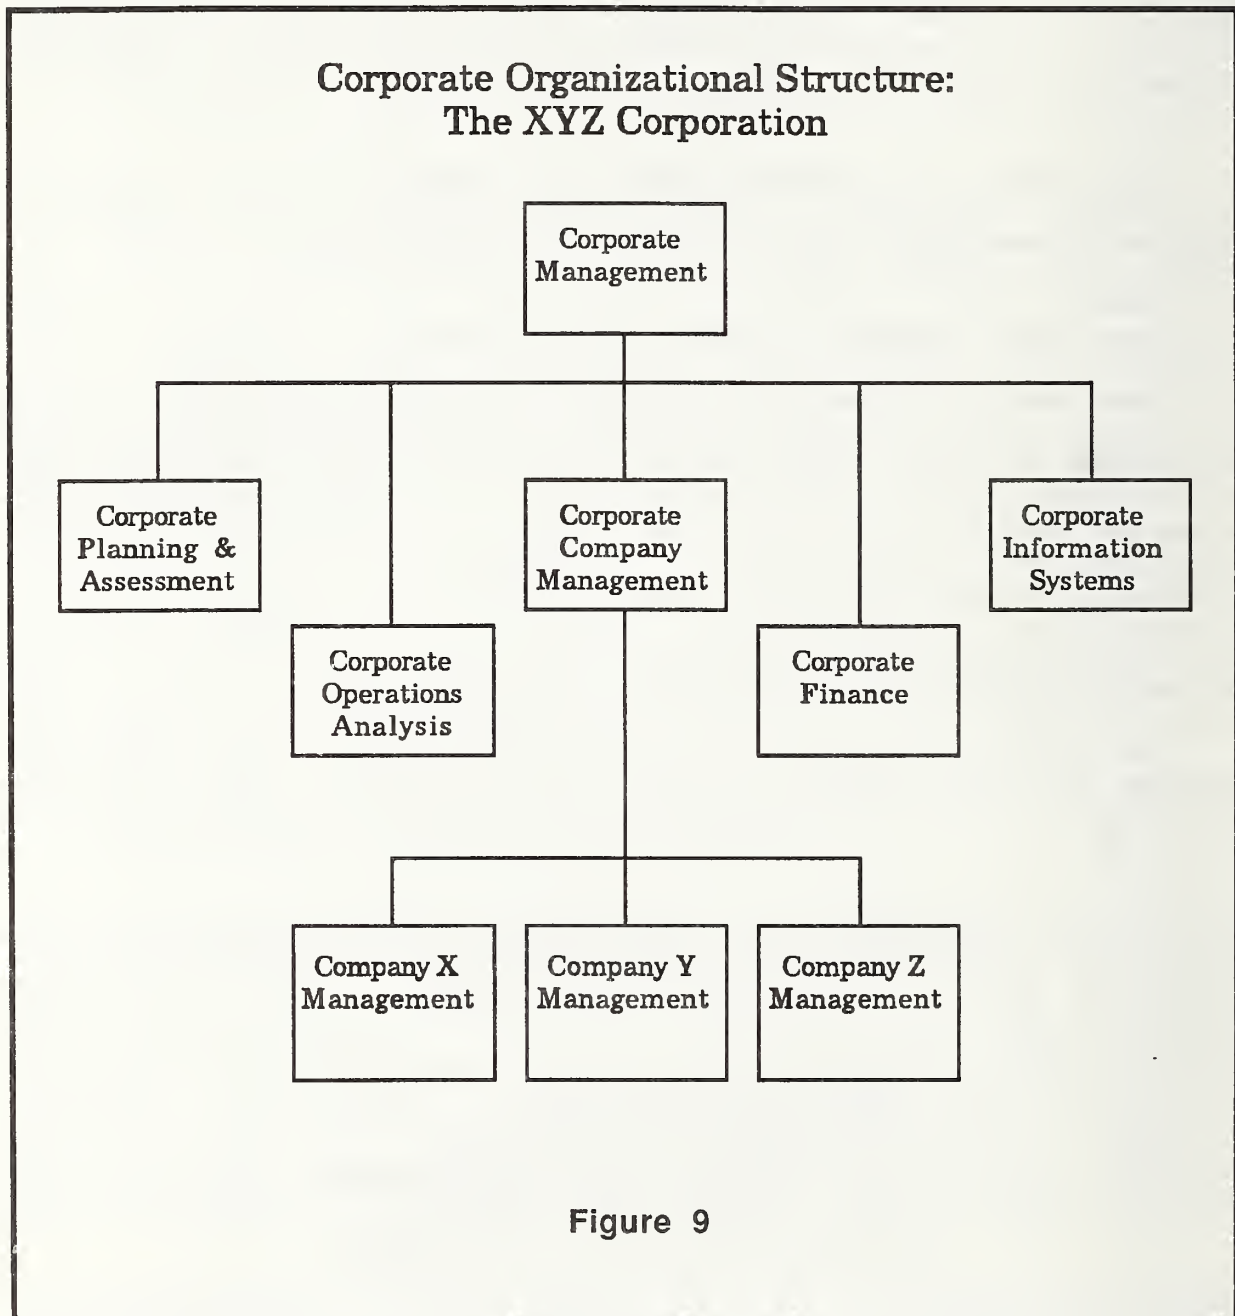 Corporate Organizational Structure:
The XYZ Corporation
Corporate
Management
Corporate
Planning & 
Assessment
Corporate
Operations
Analysis
Corporate
Company
Management
Corporate
Finance
Corporate
Information
Systems
Company X
Management
Company Y
Management
Company Z
Management
Figure 9